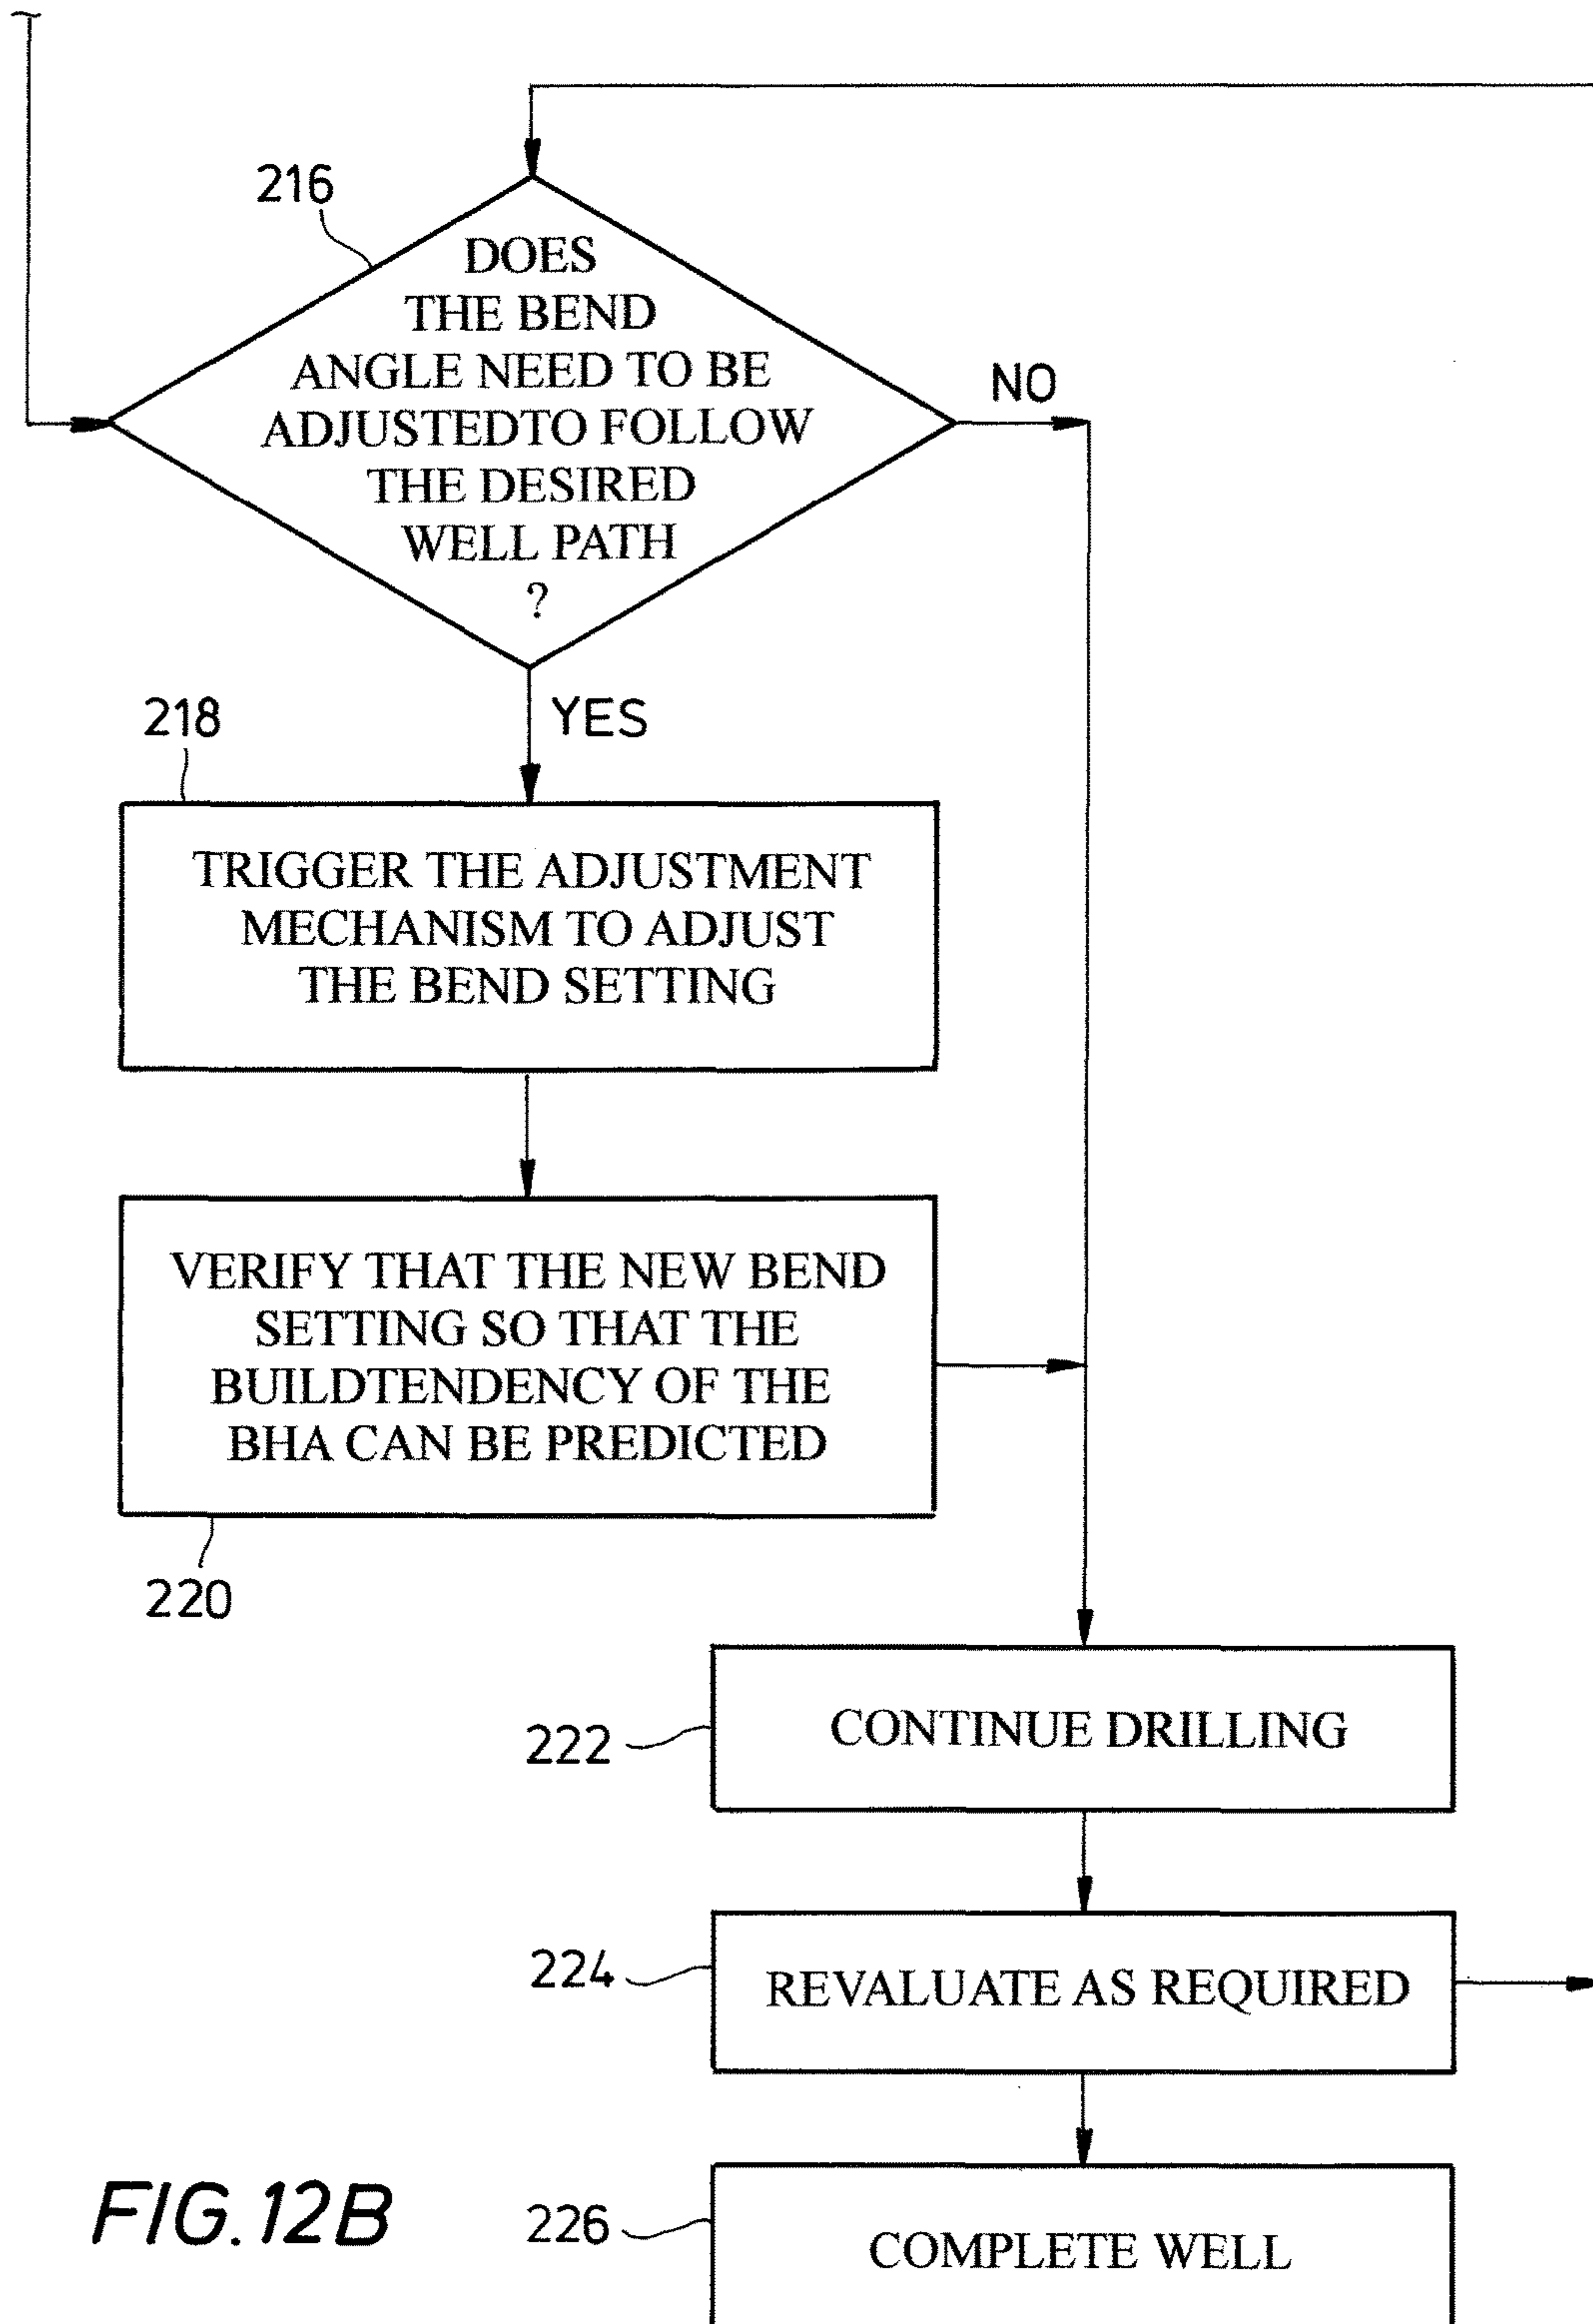 216
DOES
THE BEND
ANGLE NEED TO BE
ADJUSTEDTO FOLLOW
THE DESIRED
WELL PATH
?
NO
YES
218
TRIGGER THE ADJUSTMENT
MECHANISM TO ADJUST
THE BEND SETTING
VERIFY THAT THE NEW BEND
SETTING SO THAT THE
BUILDTENDENCY OF THE
BHA CAN BE PREDICTED
220
222
CONTINUE DRILLING
224
REVALUATE AS REQUIRED
226
COMPLETE WELL
FIG.12B